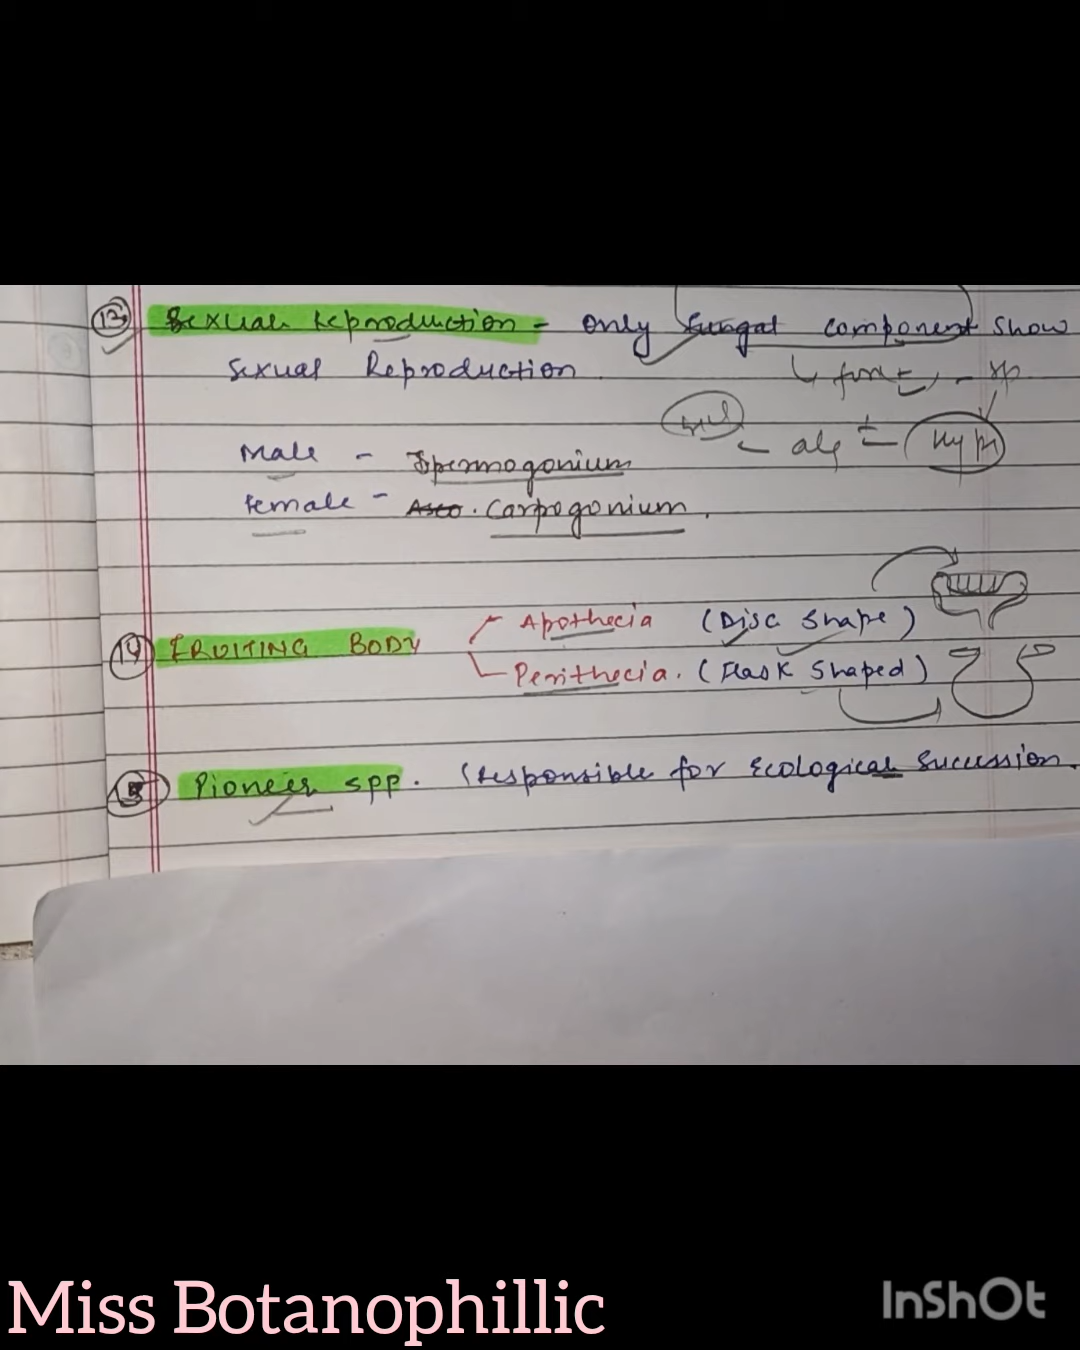 13 Sexual Reproduction - Only fungal component show
Sexual Reproduction
Male - Spermogonium
female - Asco. Carpogonium.
14 FRUITING BODY
Apothecia (Disc Shape)
Perithecia. (Flask Shaped)
15 Pioneer spp. (Responsible for Ecological Succession.
Miss Botanophillic
InShOt